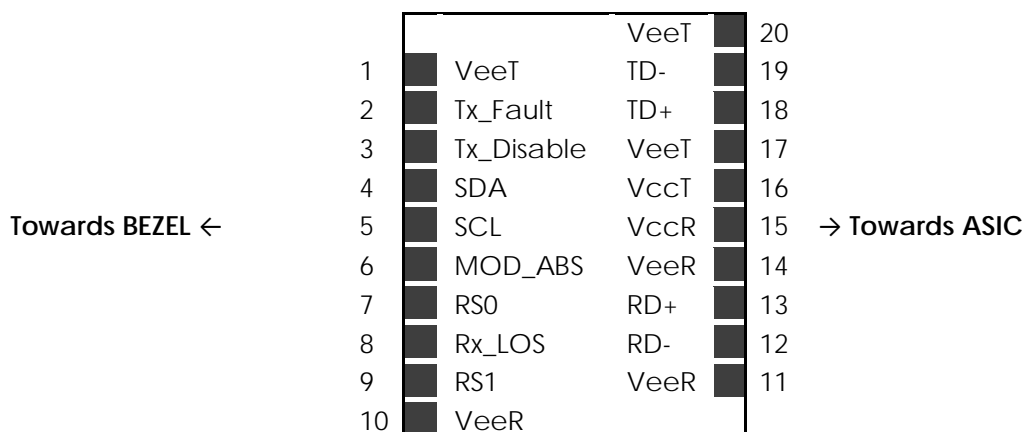 VeeT 20
1 VeeT TD- 19
2 Tx_Fault TD+ 18
3 Tx_Disable VeeT 17
4 SDA VccT 16
Towards BEZEL ← 5 SCL VccR 15 → Towards ASIC
6 MOD_ABS VeeR 14
7 RS0 RD+ 13
8 Rx_LOS RD- 12
9 RS1 VeeR 11
10 VeeR